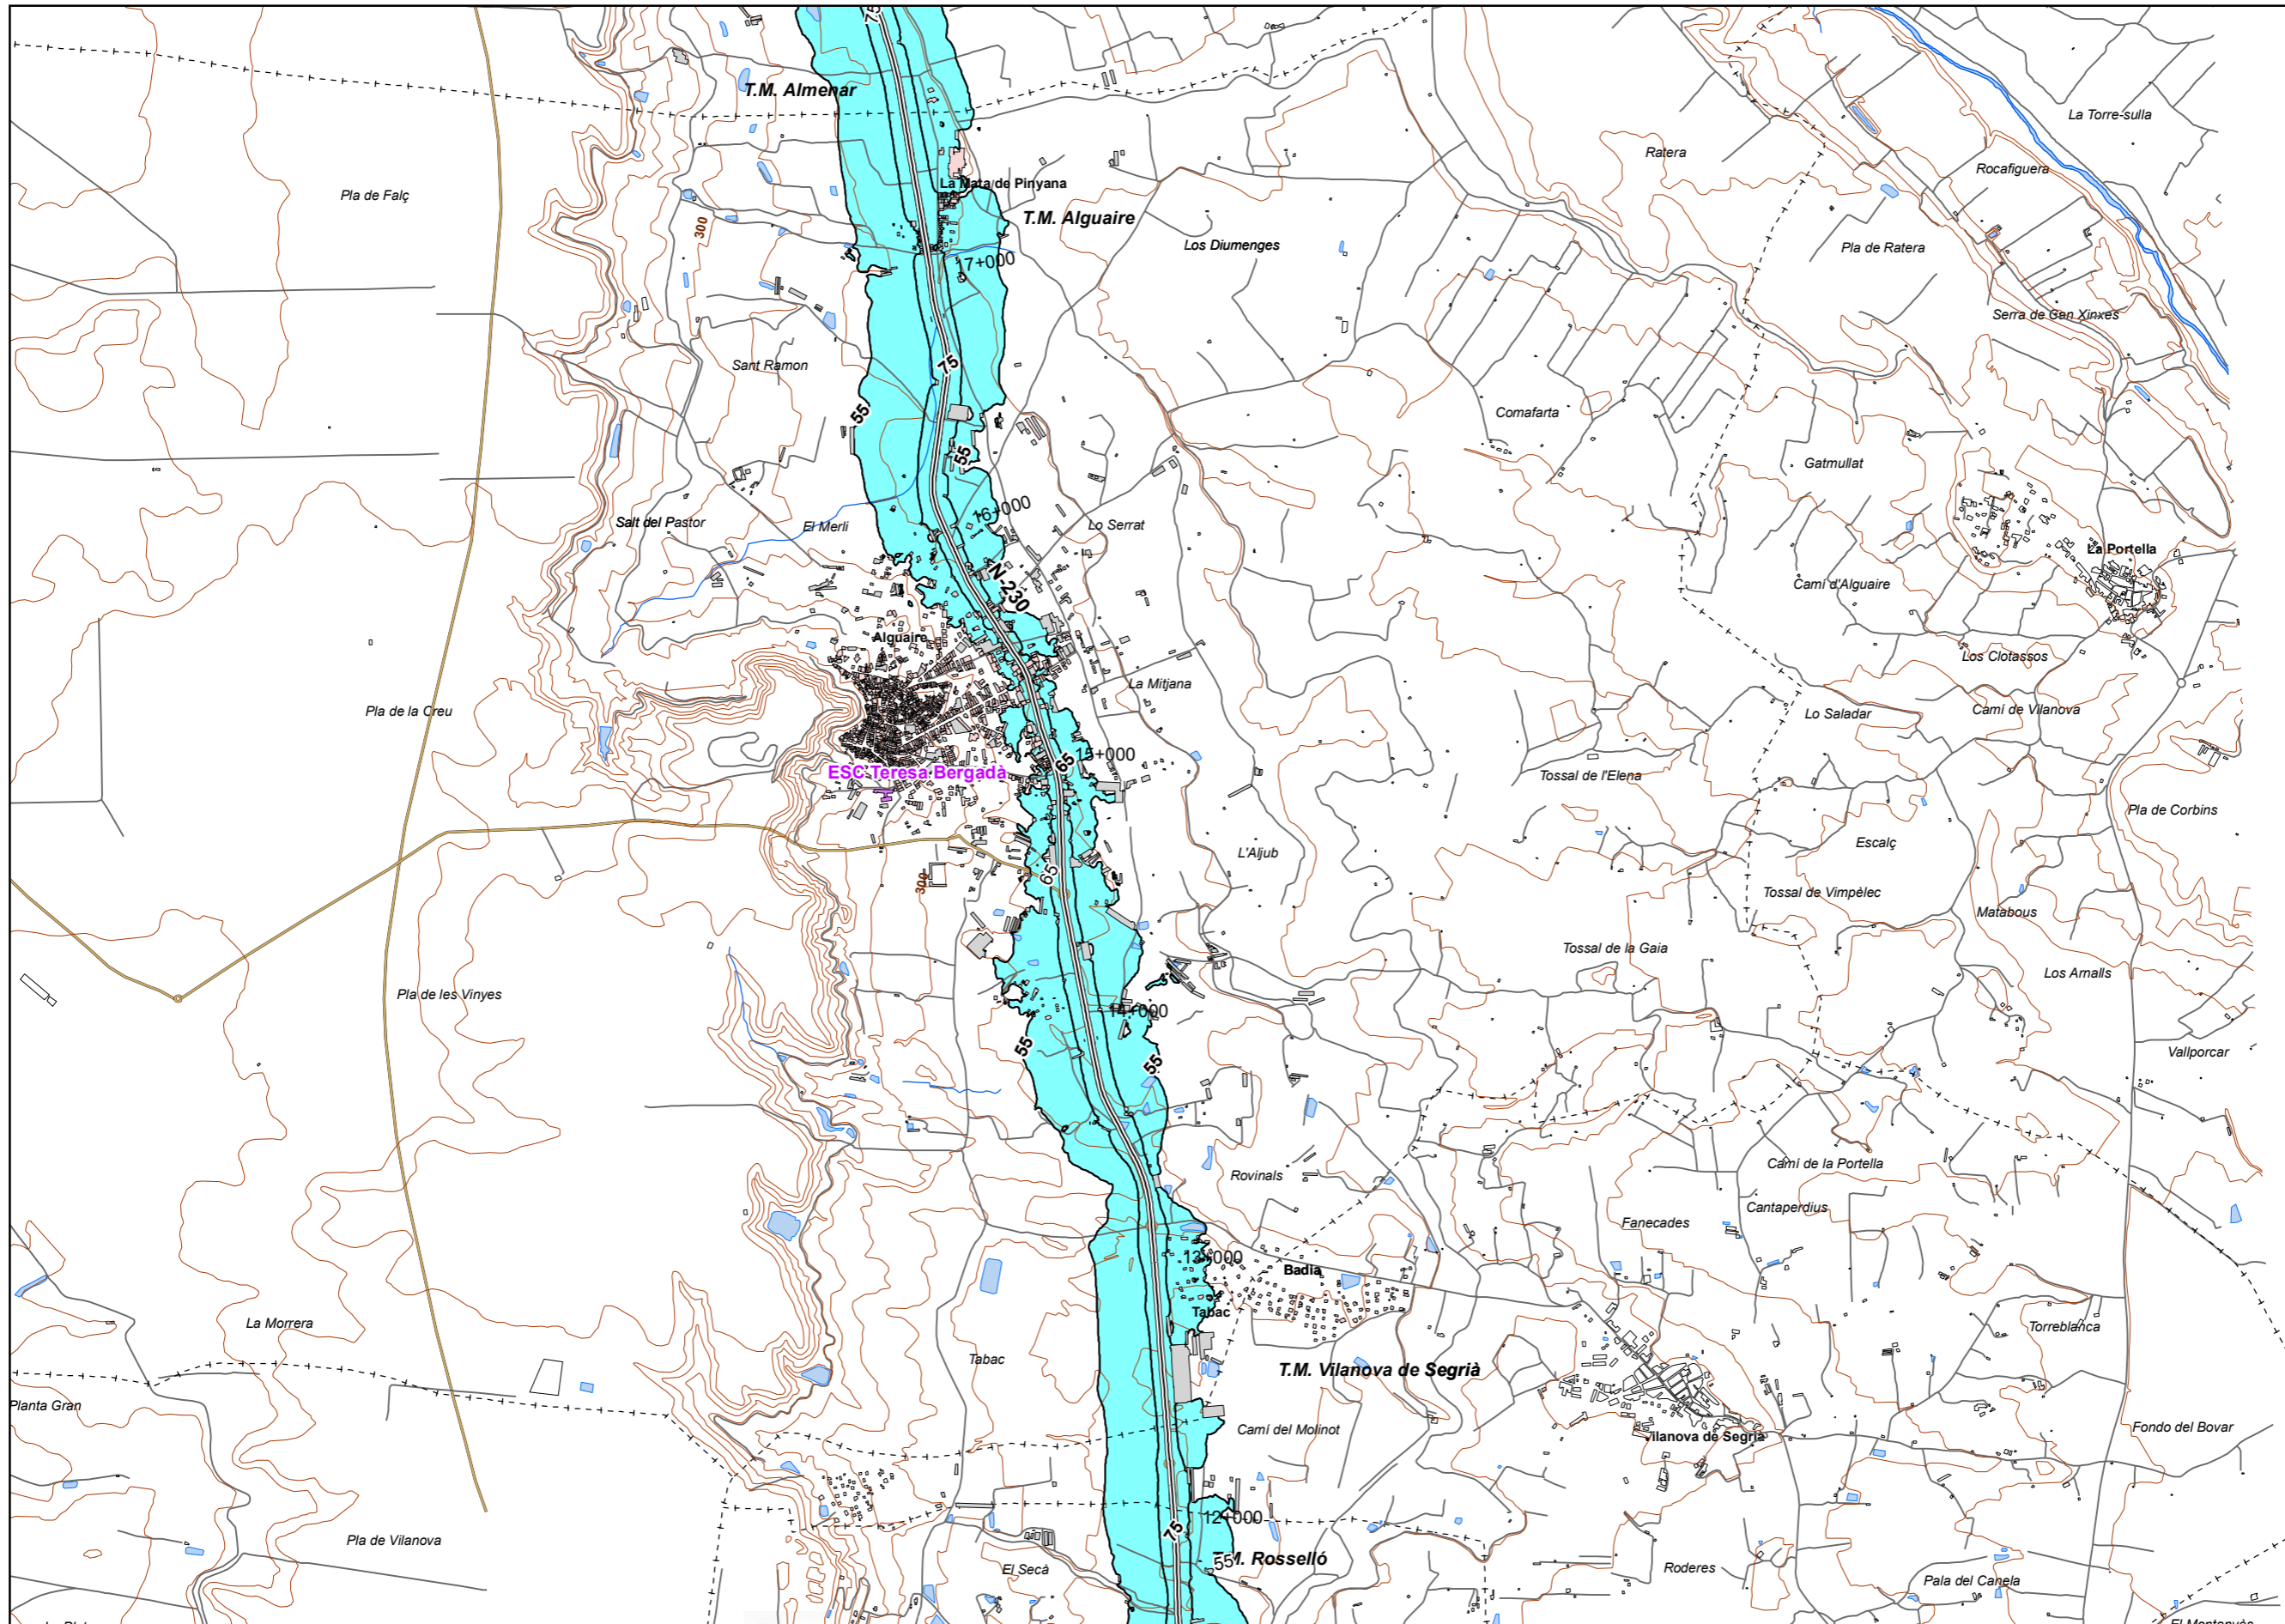 75
T.M. Almenar
La Torre-sulla
Ratera
Rocafiguera
La Mata de Pinyana
Pla de Falç
T.M. Alguaire
300
Los Diumenges
Pla de Ratera
17+000
Serra de Gen Xinxes
75
Sant Ramon
55
Comafarta
55
Gatmullat
16+000
Salt del Pastor
El Merli
Lo Serrat
La Portella
N-230
Camí d'Alguaire
Alguaire
Los Clotassos
La Mitjana
Pla de la Creu
Lo Saladar
Camí de Vilanova
15+000
65
ESC Teresa Bergadà
Tossal de l'Elena
Pla de Corbins
Escalç
L'Aljub
65
300
Tossal de Vimpèlec
Matabous
Tossal de la Gaia
Los Arnalls
Pla de les Vinyes
14+000
55
55
Vallporcar
Camí de la Portella
Rovinals
Cantaperdius
Fanecades
13+000
Badia
Tabac
La Morrera
Torreblanca
Tabac
T.M. Vilanova de Segrià
Planta Gran
Camí del Molinot
Fondo del Bovar
ilanova de Segrià
12+000
75
Pla de Vilanova
T.M. Rosselló
55
El Secà
Roderes
Pala del Canela